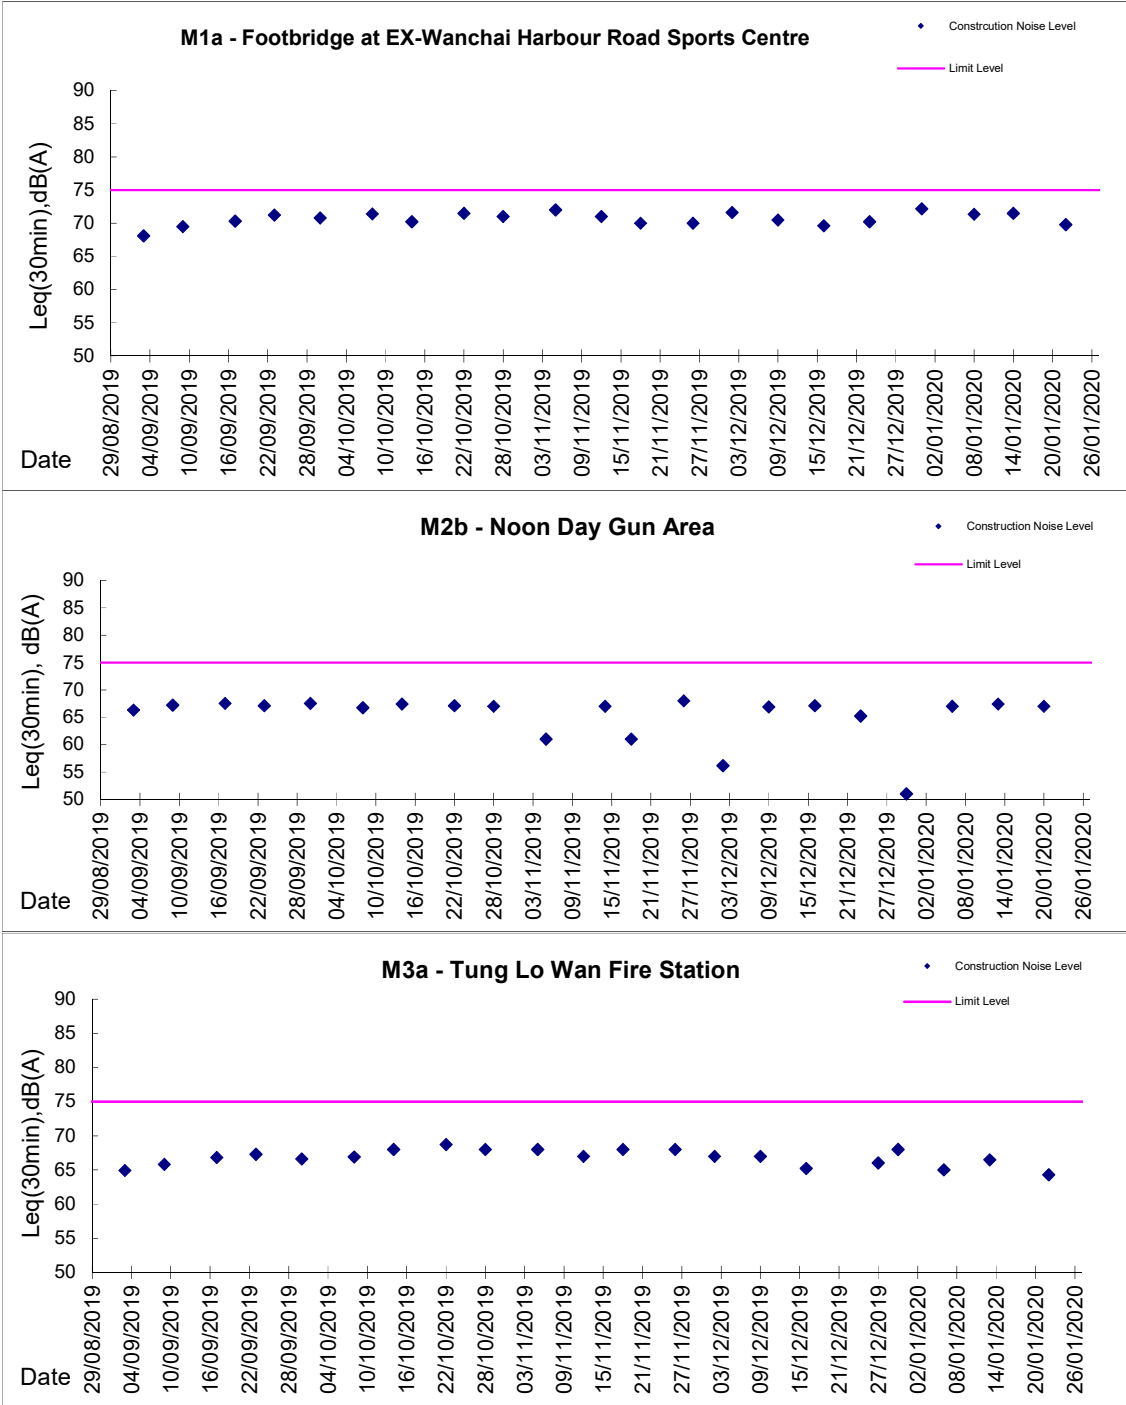 M1a - Footbridge at EX-Wanchai Harbour Road Sports Centre
Constrcution Noise Level
Limit Level
Leq(30min),dB(A)
90
85
80
75
70
65
60
55
50
29/08/2019 04/09/2019 10/09/2019 16/09/2019 22/09/2019 28/09/2019 04/10/2019 10/10/2019 16/10/2019 22/10/2019 28/10/2019 03/11/2019 09/11/2019 15/11/2019 21/11/2019 27/11/2019 03/12/2019 09/12/2019 15/12/2019 21/12/2019 27/12/2019 02/01/2020 08/01/2020 14/01/2020 20/01/2020 26/01/2020
Date
M2b - Noon Day Gun Area
Construction Noise Level
Limit Level
Leq(30min), dB(A)
90
85
80
75
70
65
60
55
50
29/08/2019 04/09/2019 10/09/2019 16/09/2019 22/09/2019 28/09/2019 04/10/2019 10/10/2019 16/10/2019 22/10/2019 28/10/2019 03/11/2019 09/11/2019 15/11/2019 21/11/2019 27/11/2019 03/12/2019 09/12/2019 15/12/2019 21/12/2019 27/12/2019 02/01/2020 08/01/2020 14/01/2020 20/01/2020 26/01/2020
Date
M3a - Tung Lo Wan Fire Station
Construction Noise Level
Limit Level
Leq(30min),dB(A)
90
85
80
75
70
65
60
55
50
29/08/2019 04/09/2019 10/09/2019 16/09/2019 22/09/2019 28/09/2019 04/10/2019 10/10/2019 16/10/2019 22/10/2019 28/10/2019 03/11/2019 09/11/2019 15/11/2019 21/11/2019 27/11/2019 03/12/2019 09/12/2019 15/12/2019 21/12/2019 27/12/2019 02/01/2020 08/01/2020 14/01/2020 20/01/2020 26/01/2020
Date